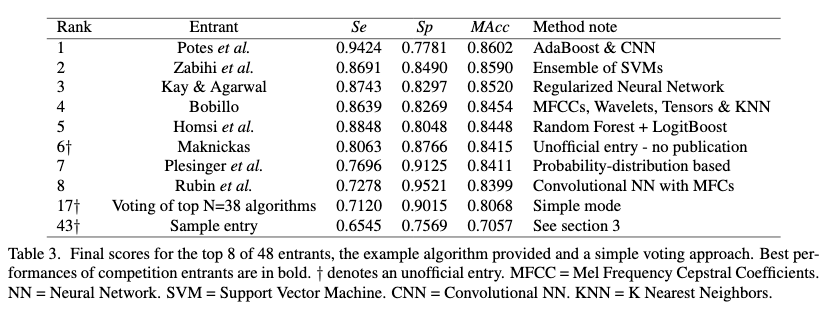 Rank Entrant Se Sp MAcc Method note
1 Potes et al. 0.9424 0.7781 0.8602 AdaBoost & CNN
2 Zabihi et al. 0.8691 0.8490 0.8590 Ensemble of SVMs
3 Kay & Agarwal 0.8743 0.8297 0.8520 Regularized Neural Network
4 Bobillo 0.8639 0.8269 0.8454 MFCCs, Wavelets, Tensors & KNN
5 Homsi et al. 0.8848 0.8048 0.8448 Random Forest + LogitBoost
6† Maknickas 0.8063 0.8766 0.8415 Unofficial entry - no publication
7 Plesinger et al. 0.7696 0.9125 0.8411 Probability-distribution based
8 Rubin et al. 0.7278 0.9521 0.8399 Convolutional NN with MFCs
17† Voting of top N=38 algorithms 0.7120 0.9015 0.8068 Simple mode
43† Sample entry 0.6545 0.7569 0.7057 See section 3
Table 3. Final scores for the top 8 of 48 entrants, the example algorithm provided and a simple voting approach. Best per-
formances of competition entrants are in bold. † denotes an unofficial entry. MFCC = Mel Frequency Cepstral Coefficients.
NN = Neural Network. SVM = Support Vector Machine. CNN = Convolutional NN. KNN = K Nearest Neighbors.